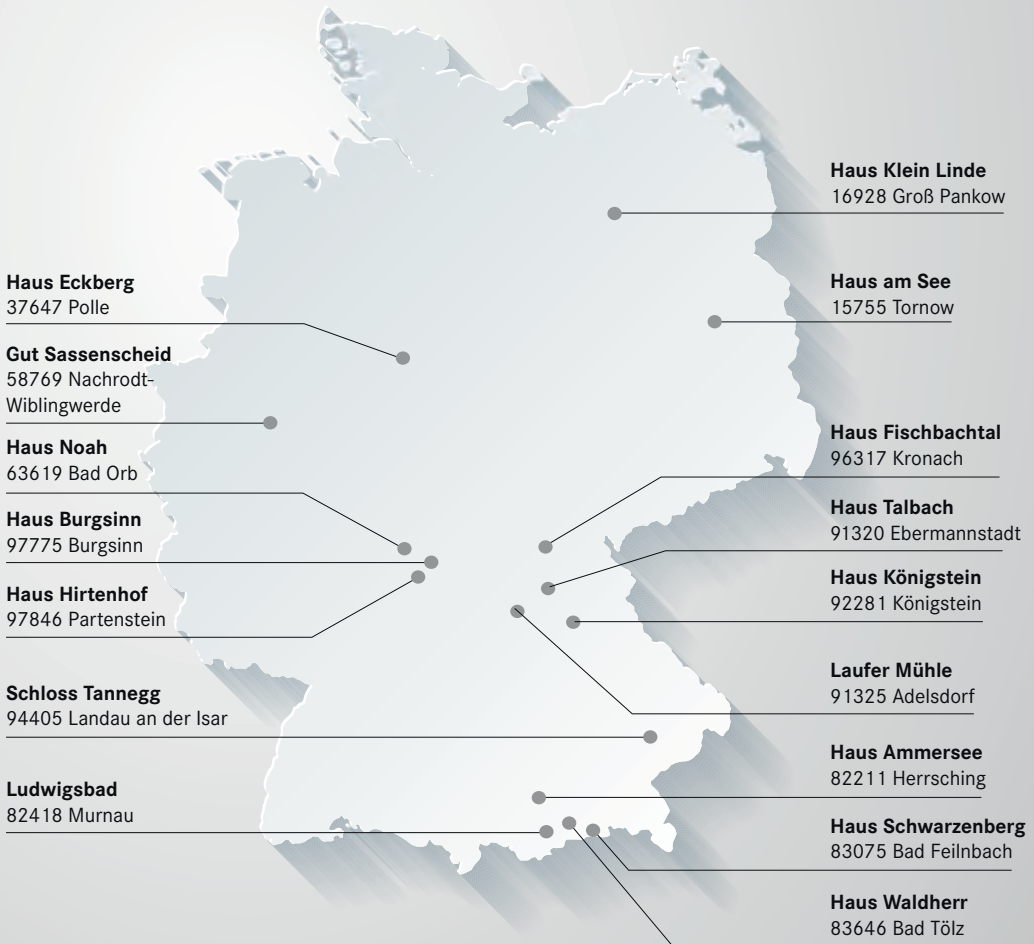 Haus Eckberg
37647 Polle
Gut Sassenscheid
58769 Nachrodt-
Wiblingwerde
Haus Noah
63619 Bad Orb
Haus Burgsinn
97775 Burgsinn
Haus Hirtenhof
97846 Partenstein
Schloss Tannegg
94405 Landau an der Isar
Ludwigsbad
82418 Murnau
Haus Klein Linde
16928 Groß Pankow
Haus am See
15755 Tornow
Haus Fischbachtal
96317 Kronach
Haus Talbach
91320 Ebermannstadt
Haus Königstein
92281 Königstein
Laufer Mühle
91325 Adelsdorf
Haus Ammersee
82211 Herrsching
Haus Schwarzenberg
83075 Bad Feilnbach
Haus Waldherr
83646 Bad Tölz